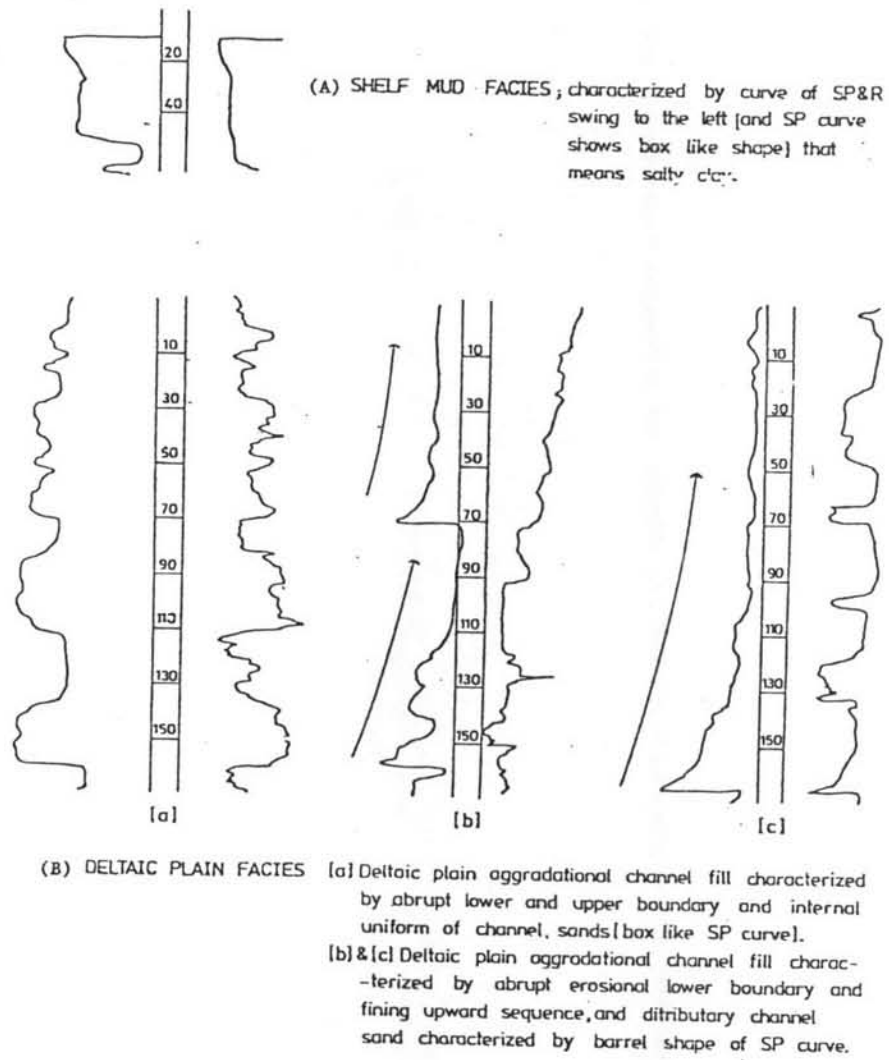 20
40
(A) SHELF MUD FACIES; characterized by curve of SP&R
swing to the left [and SP curve
shows box like shape] that
means salty
10
30
50
70
90
110
130
150
[a]
10
30
50
70
90
110
130
150
[b]
10
30
50
70
90
110
130
150
[c]
(B) DELTAIC PLAIN FACIES [a] Deltaic plain aggradational channel fill characterized
by abrupt lower and upper boundary and internal
uniform of channel, sands [box like SP curve].
[b] & [c] Deltaic plain aggrodational channel fill charac-
-terized by abrupt erosional lower boundary and
fining upward sequence, and ditributary channel
sand characterized by barrel shape of SP curve.